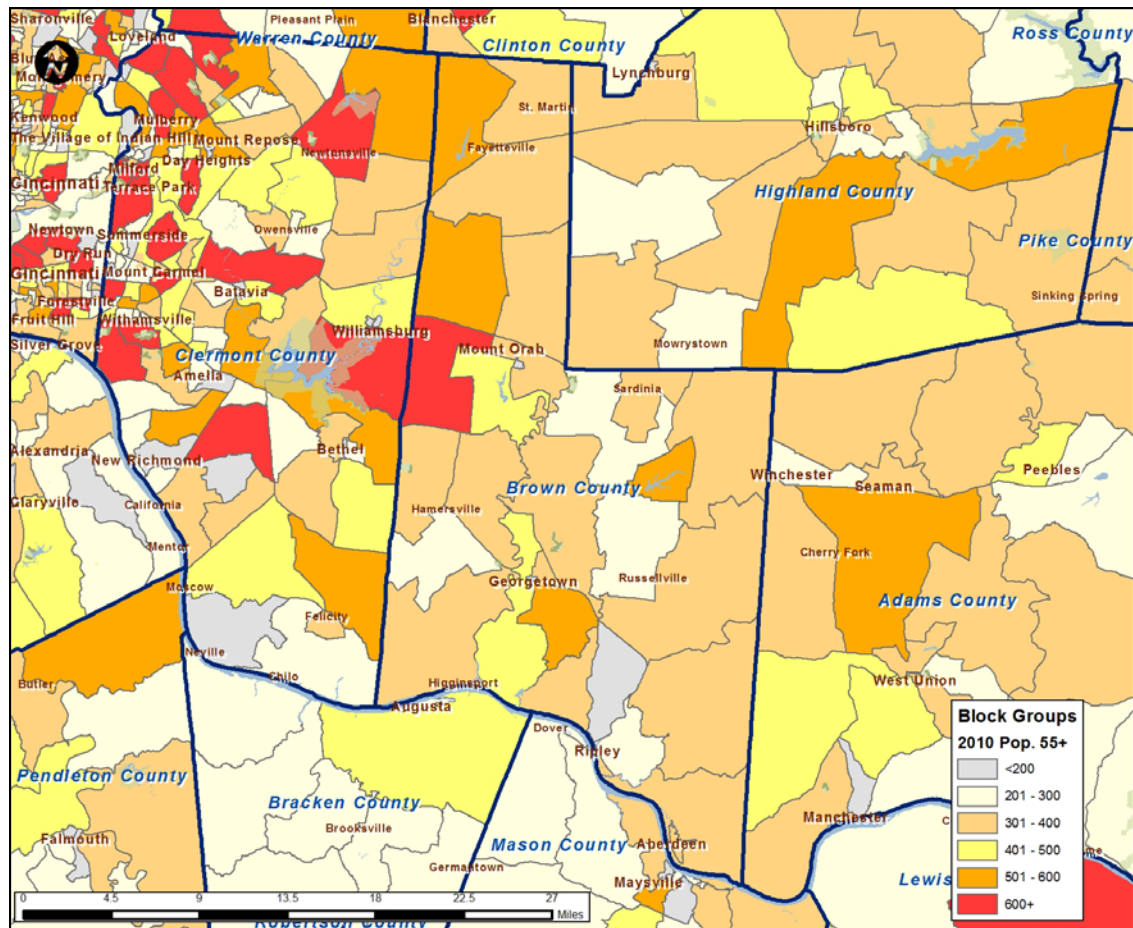 Sharonville
Pleasant Plain
Blanchester
Loveland
Warren County
Clinton County
Ross County
Lynchburg
Kenwood
Mulberry
St. Martin
Hillsboro
The Village of Indian Hill
Mount Repose
Newtonsville
Fayetteville
Day Heights
Milford
Cincinnati
Terrace Park
Highland County
Newtown
Summerside
Owensville
Pike County
Dry Run
Cincinnati
Mount Carmel
Batavia
Sinking Spring
Forestville
Fruit Hill
Withamsville
Williamsburg
Silver Grove
Clermont County
Mount Orab
Mowrystown
Amelia
Sardinia
Alexandria
New Richmond
Bethel
Winchester
Peebles
Seaman
Claryville
California
Brown County
Hamersville
Mentor
Cherry Fork
Moscow
Georgetown
Russellville
Felicity
Adams County
Neville
Butler
Chilo
Higginsport
West Union
Augusta
Dover
Ripley
Pendleton County
Bracken County
Brooksville
Manchester
Falmouth
Mason County
Aberdeen
Germantown
Maysville
Lewis
Robertson County
Block Groups
2010 Pop. 55+
<200
201 - 300
301 - 400
401 - 500
501 - 600
600+
0 4.5 9 13.5 18 22.5 27
Miles
N